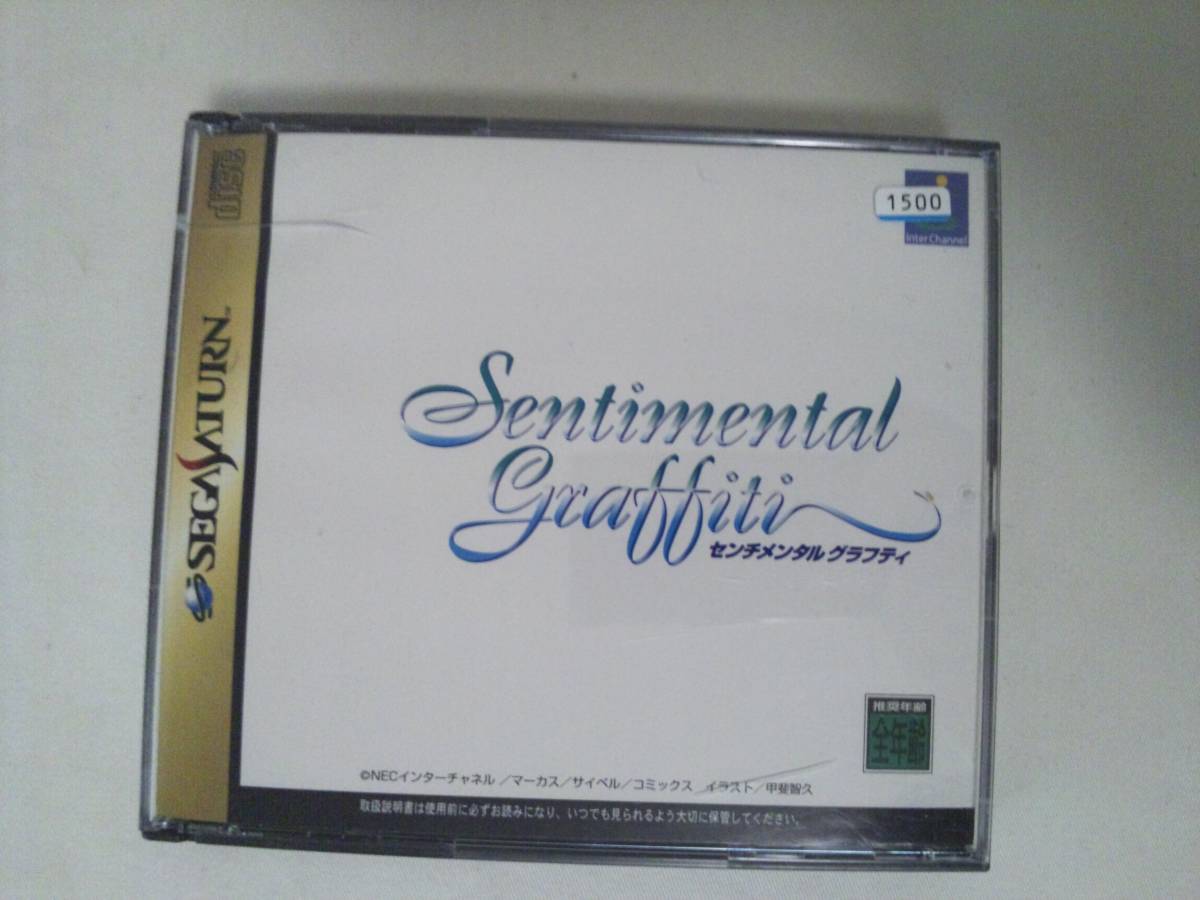 disc
SEGASATURN™
1500
InterChannel
Sentimental
Graffiti
センチメンタル グラフティ
推奨年齢
全年齢
©NECインターチャネル ／マーカス／サイベル／コミックス イラスト／甲斐智久
取扱説明書は使用前に必ずお読みになり、いつでも見られるよう大切に保管してください。